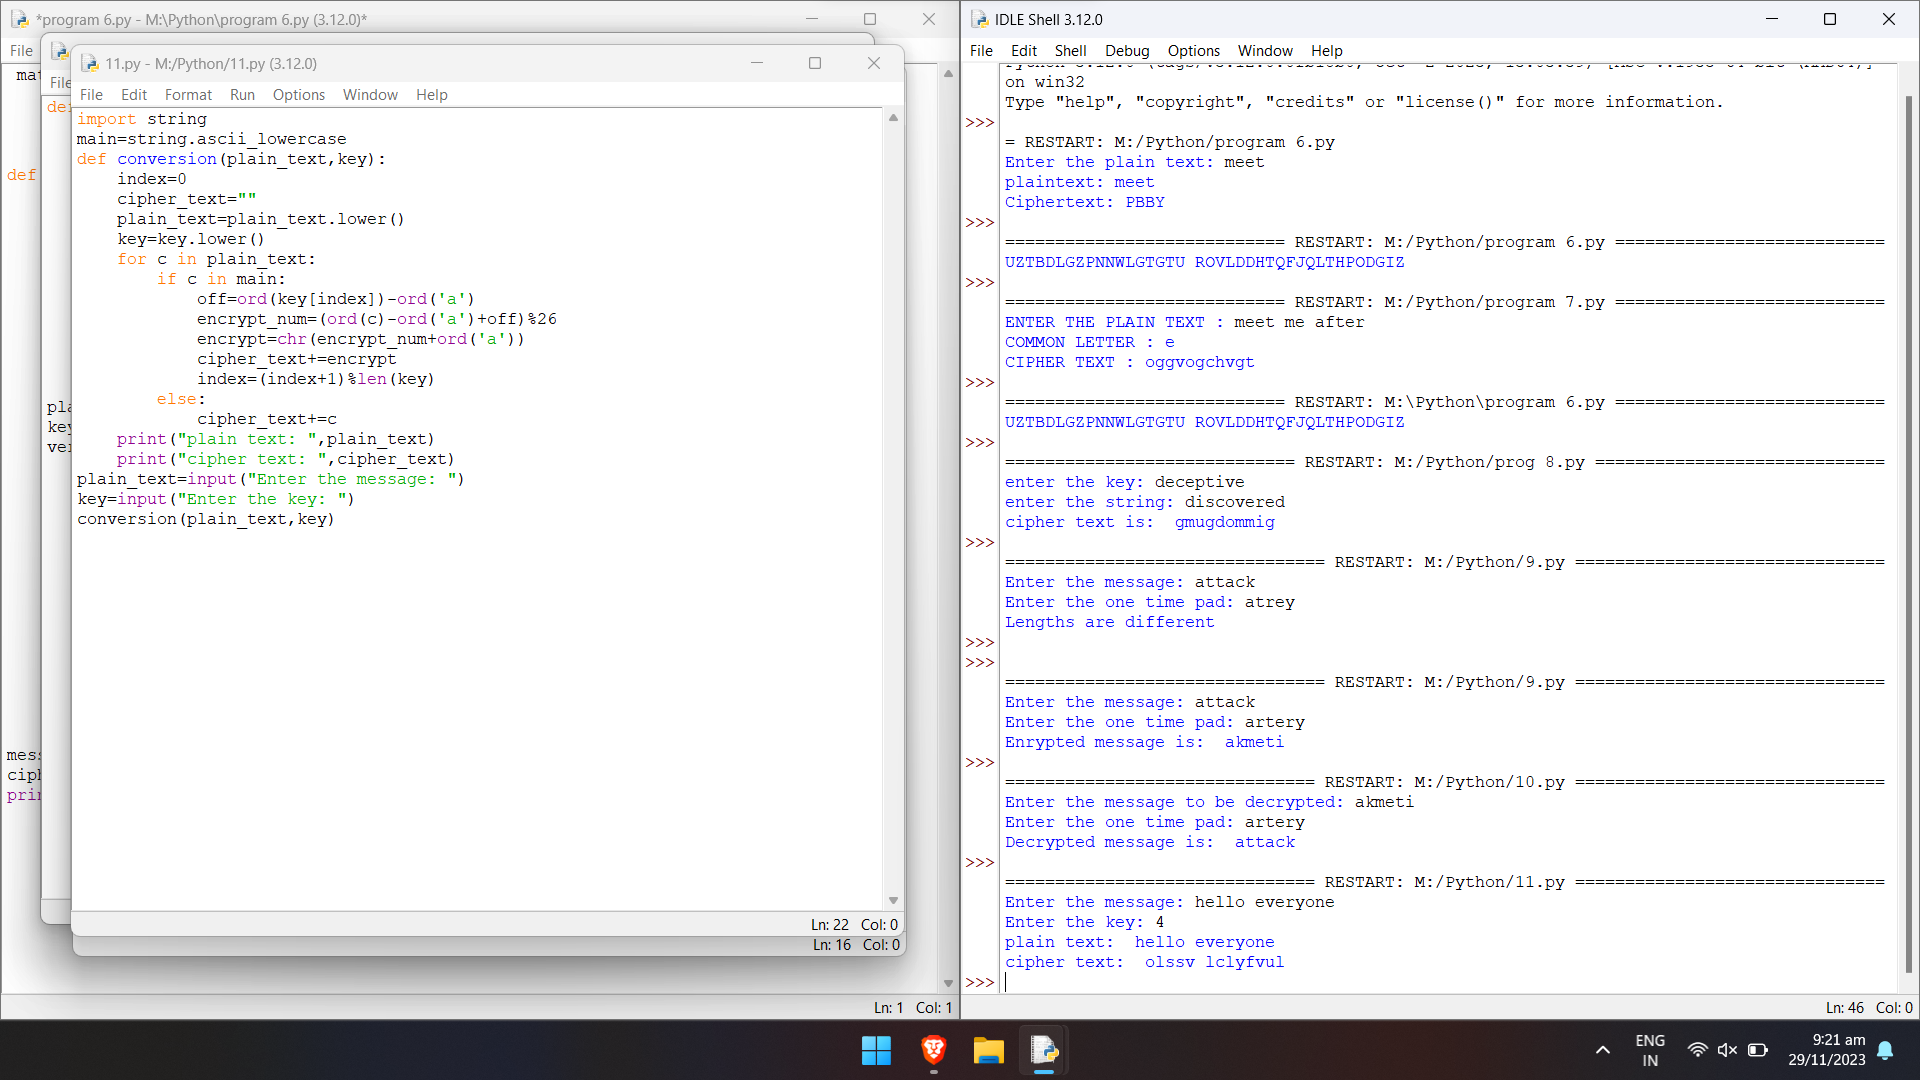 *program 6.py - M:\Python\program 6.py (3.12.0)*
File
def
11.py - M:/Python/11.py (3.12.0)
File Edit Format Run Options Window Help
import string
main=string.ascii_lowercase
def conversion(plain_text,key):
    index=0
    cipher_text=""
    plain_text=plain_text.lower()
    key=key.lower()
    for c in plain_text:
        if c in main:
            off=ord(key[index])-ord('a')
            encrypt_num=(ord(c)-ord('a')+off)%26
            encrypt=chr(encrypt_num+ord('a'))
            cipher_text+=encrypt
            index=(index+1)%len(key)
        else:
            cipher_text+=c
    print("plain text: ",plain_text)
    print("cipher text: ",cipher_text)
plain_text=input("Enter the message: ")
key=input("Enter the key: ")
conversion(plain_text,key)
Ln: 22 Col: 0
Ln: 16 Col: 0
Ln: 1 Col: 1
IDLE Shell 3.12.0
File Edit Shell Debug Options Window Help
on win32
Type "help", "copyright", "credits" or "license()" for more information.
>>>
= RESTART: M:/Python/program 6.py
Enter the plain text: meet
plaintext: meet
Ciphertext: PBBY
>>>
============================ RESTART: M:/Python/program 6.py ===========================
UZTBDLGZPNNWLGTGTU ROVLDDHTQFJQLTHPODGIZ
>>>
============================ RESTART: M:/Python/program 7.py ===========================
ENTER THE PLAIN TEXT : meet me after
COMMON LETTER : e
CIPHER TEXT : oggvogchvgt
>>>
============================ RESTART: M:\Python\program 6.py ===========================
UZTBDLGZPNNWLGTGTU ROVLDDHTQFJQLTHPODGIZ
>>>
============================= RESTART: M:/Python/prog 8.py =============================
enter the key: deceptive
enter the string: discovered
cipher text is:  gmugdommig
>>>
================================ RESTART: M:/Python/9.py ===============================
Enter the message: attack
Enter the one time pad: atrey
Lengths are different
>>>
>>>
================================ RESTART: M:/Python/9.py ===============================
Enter the message: attack
Enter the one time pad: artery
Enrypted message is:  akmeti
>>>
=============================== RESTART: M:/Python/10.py ===============================
Enter the message to be decrypted: akmeti
Enter the one time pad: artery
Decrypted message is:  attack
>>>
=============================== RESTART: M:/Python/11.py ===============================
Enter the message: hello everyone
Enter the key: 4
plain text:  hello everyone
cipher text:  olssv lclyfvul
>>>
Ln: 46 Col: 0
ENG
IN
9:21 am
29/11/2023